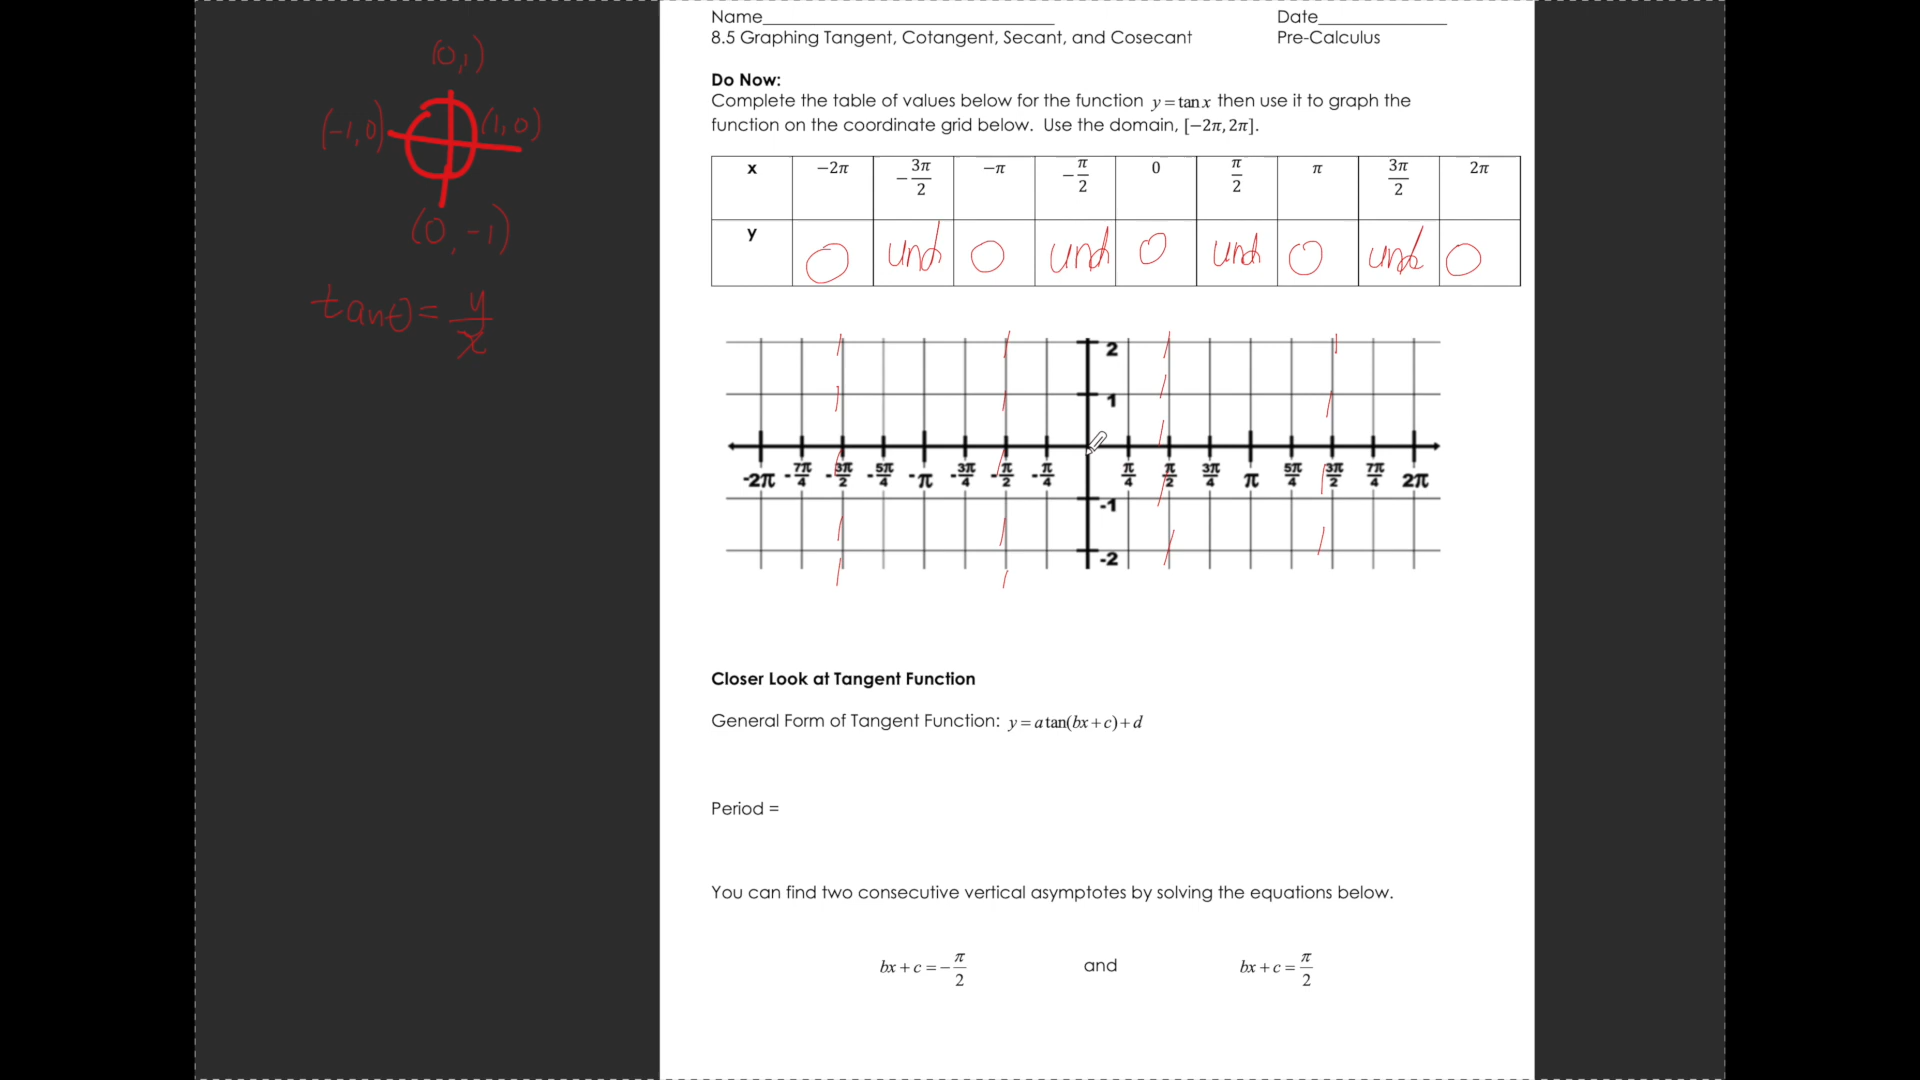 (0,1)
(-1,0) (1,0)
(0,-1)
tanθ = y/x
Name____________________ Date____________
8.5 Graphing Tangent, Cotangent, Secant, and Cosecant Pre-Calculus
Do Now:
Complete the table of values below for the function y = tan x then use it to graph the
function on the coordinate grid below. Use the domain, [−2π, 2π].
x −2π −3π/2 −π −π/2 0 π/2 π 3π/2 2π
y 0 und 0 und 0 und 0 und 0
2
1
-2π -7π/4 -3π/2 -5π/4 -π -3π/4 -π/2 -π/4 π/4 π/2 3π/4 π 5π/4 3π/2 7π/4 2π
-1
-2
Closer Look at Tangent Function
General Form of Tangent Function: y = a tan(bx + c) + d
Period =
You can find two consecutive vertical asymptotes by solving the equations below.
bx + c = −π/2 and bx + c = π/2